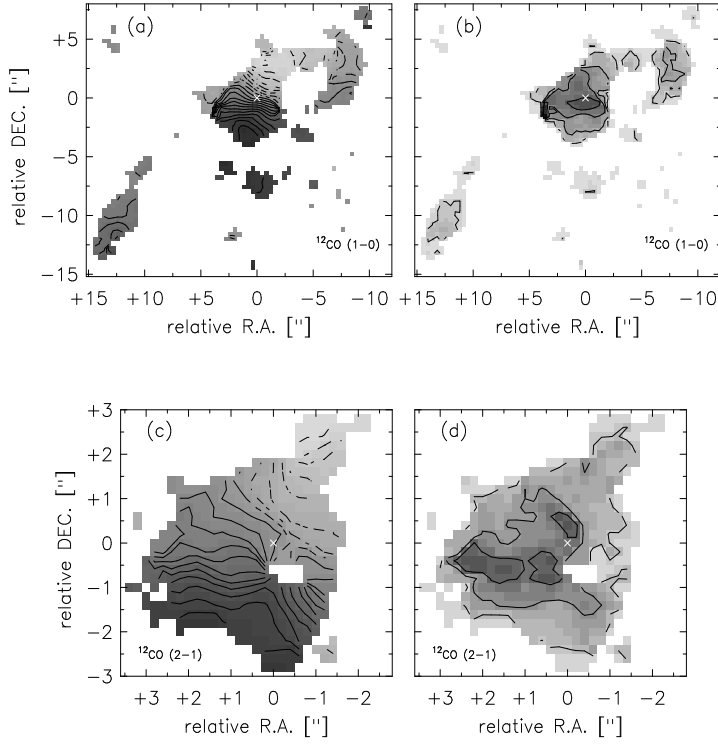 (a)
(b)
+5
0
−5
−10
−15
relative DEC. ["]
¹²CO (1−0)
¹²CO (1−0)
+15 +10 +5 0 −5 −10
+15 +10 +5 0 −5 −10
relative R.A. ["]
relative R.A. ["]
(c)
(d)
+3
+2
+1
0
−1
−2
−3
relative DEC. ["]
¹²CO (2−1)
¹²CO (2−1)
+3 +2 +1 0 −1 −2
+3 +2 +1 0 −1 −2
relative R.A. ["]
relative R.A. ["]